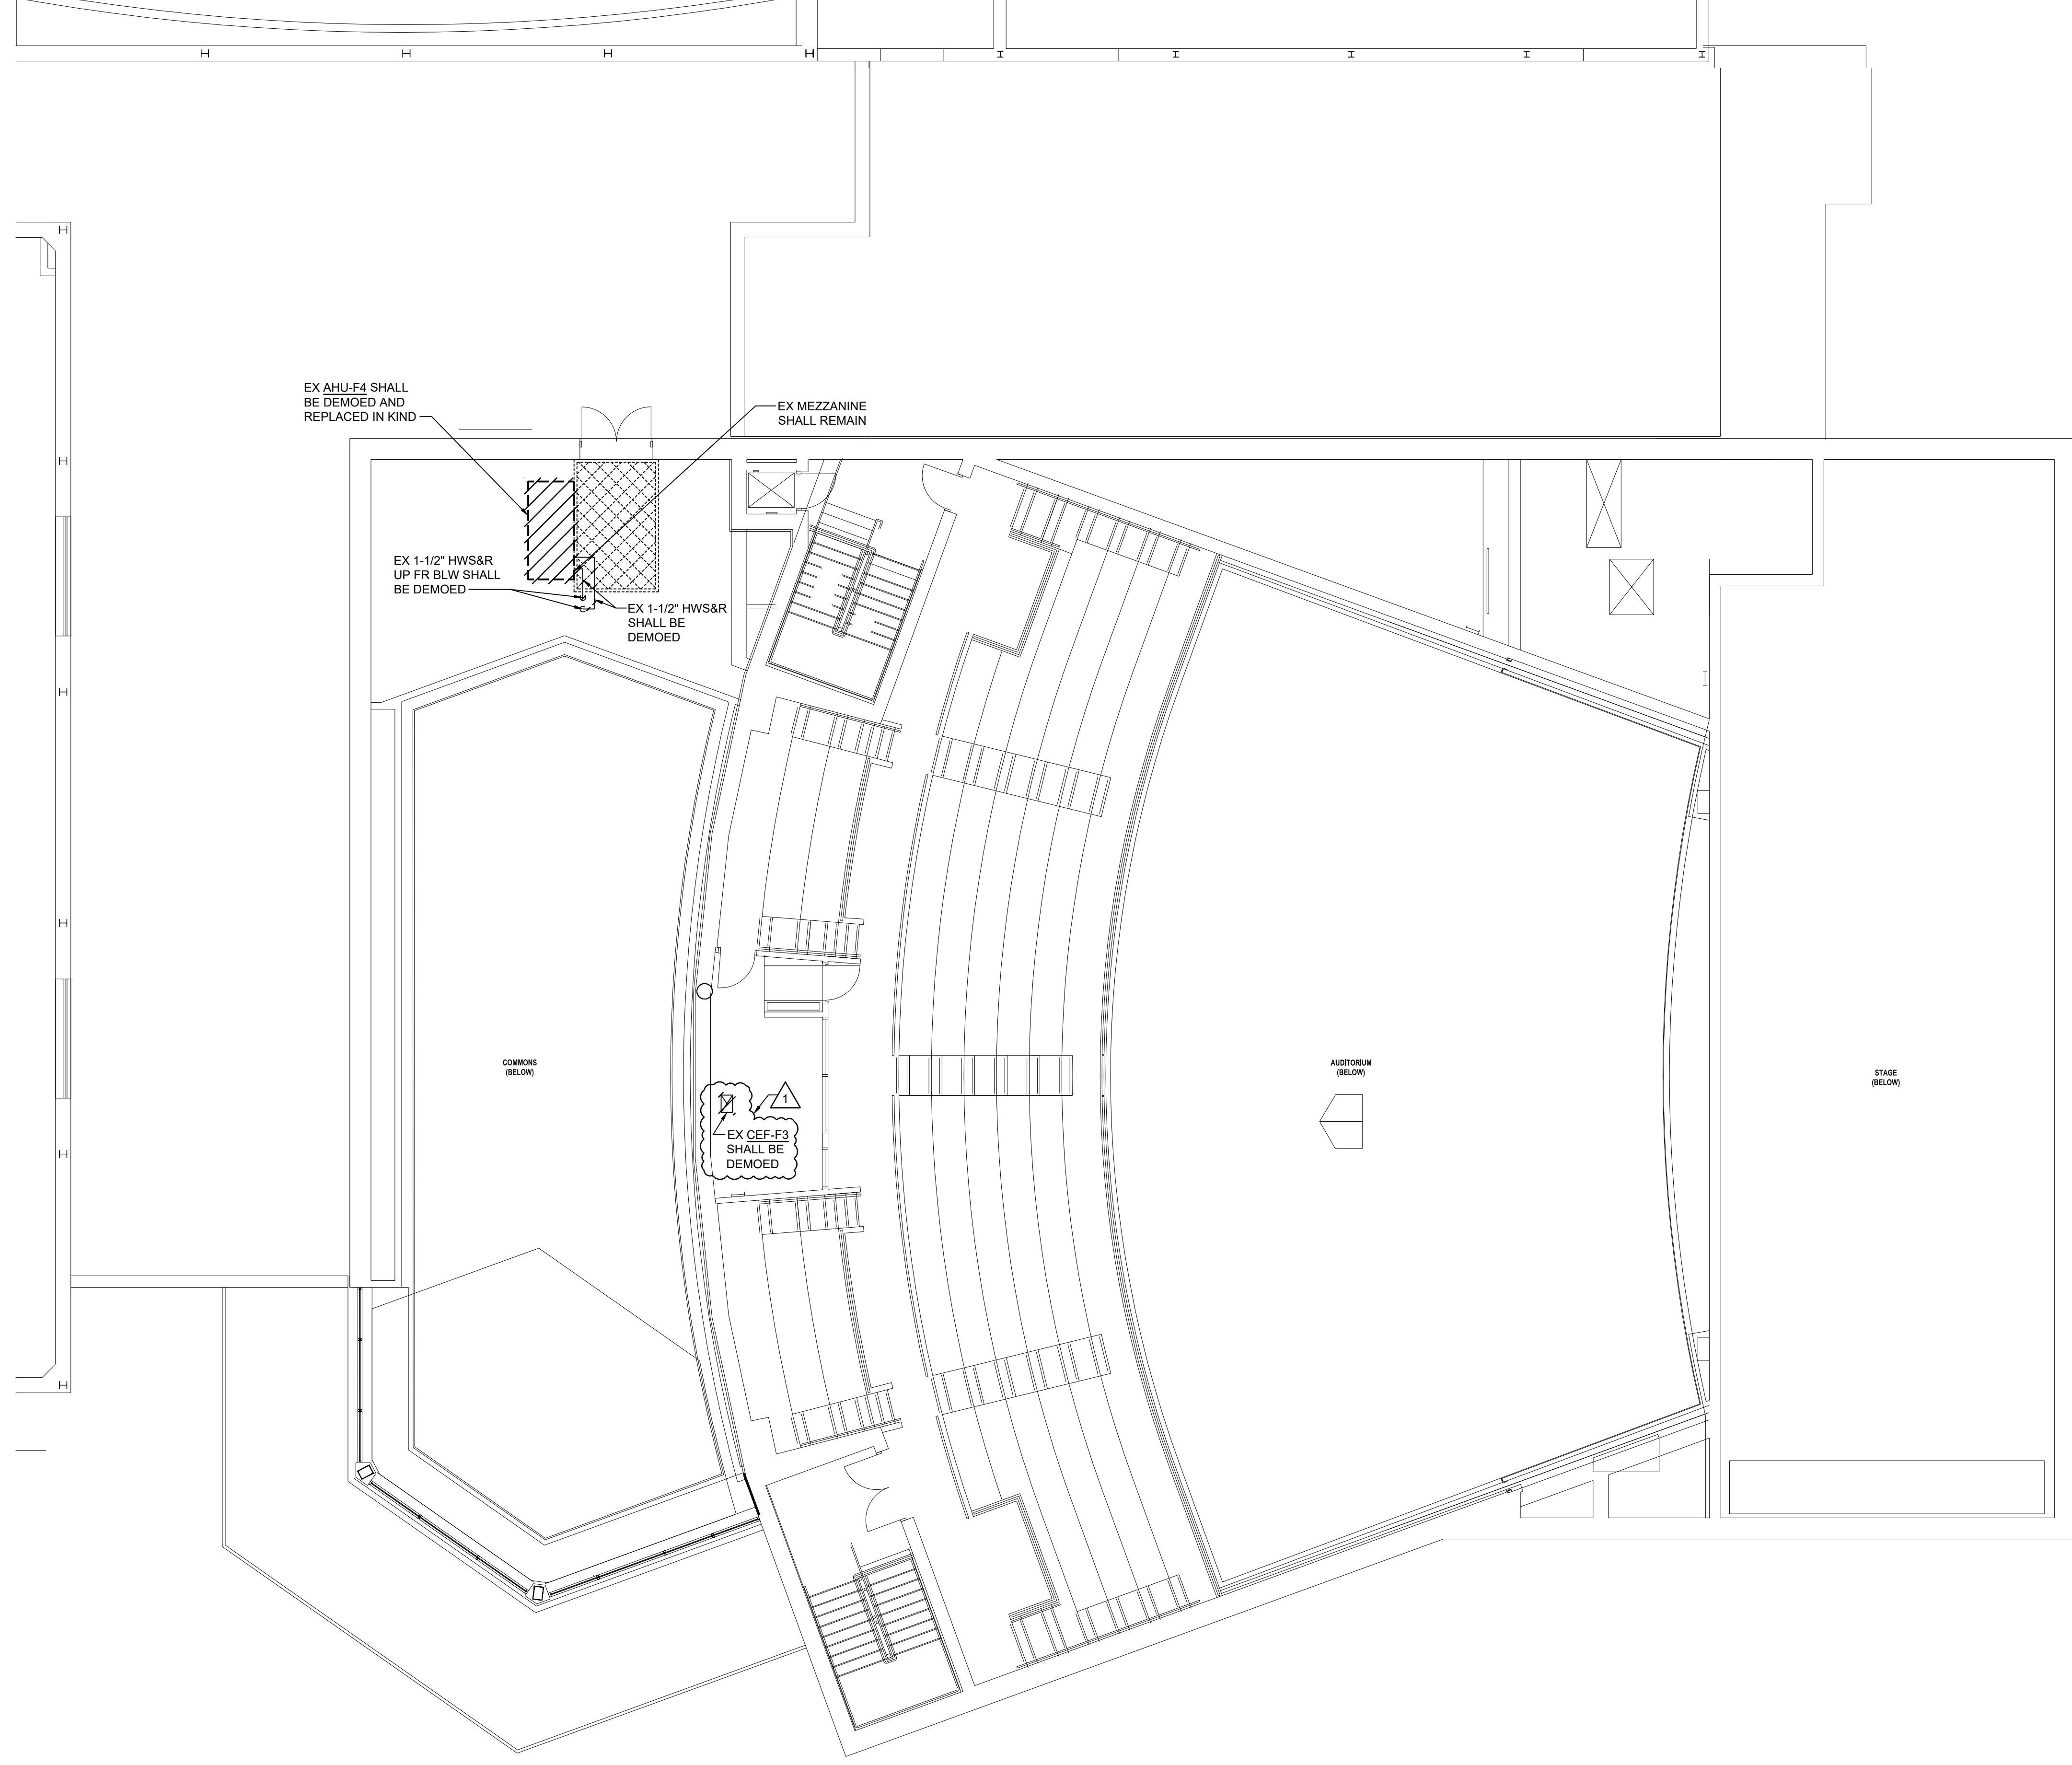 EX AHU-F4 SHALL
BE DEMOED AND
REPLACED IN KIND
EX MEZZANINE
SHALL REMAIN
EX 1-1/2" HWS&R
UP FR BLW SHALL
BE DEMOED
EX 1-1/2" HWS&R
SHALL BE
DEMOED
COMMONS
(BELOW)
AUDITORIUM
(BELOW)
STAGE
(BELOW)
1
EX CEF-F3
SHALL BE
DEMOED